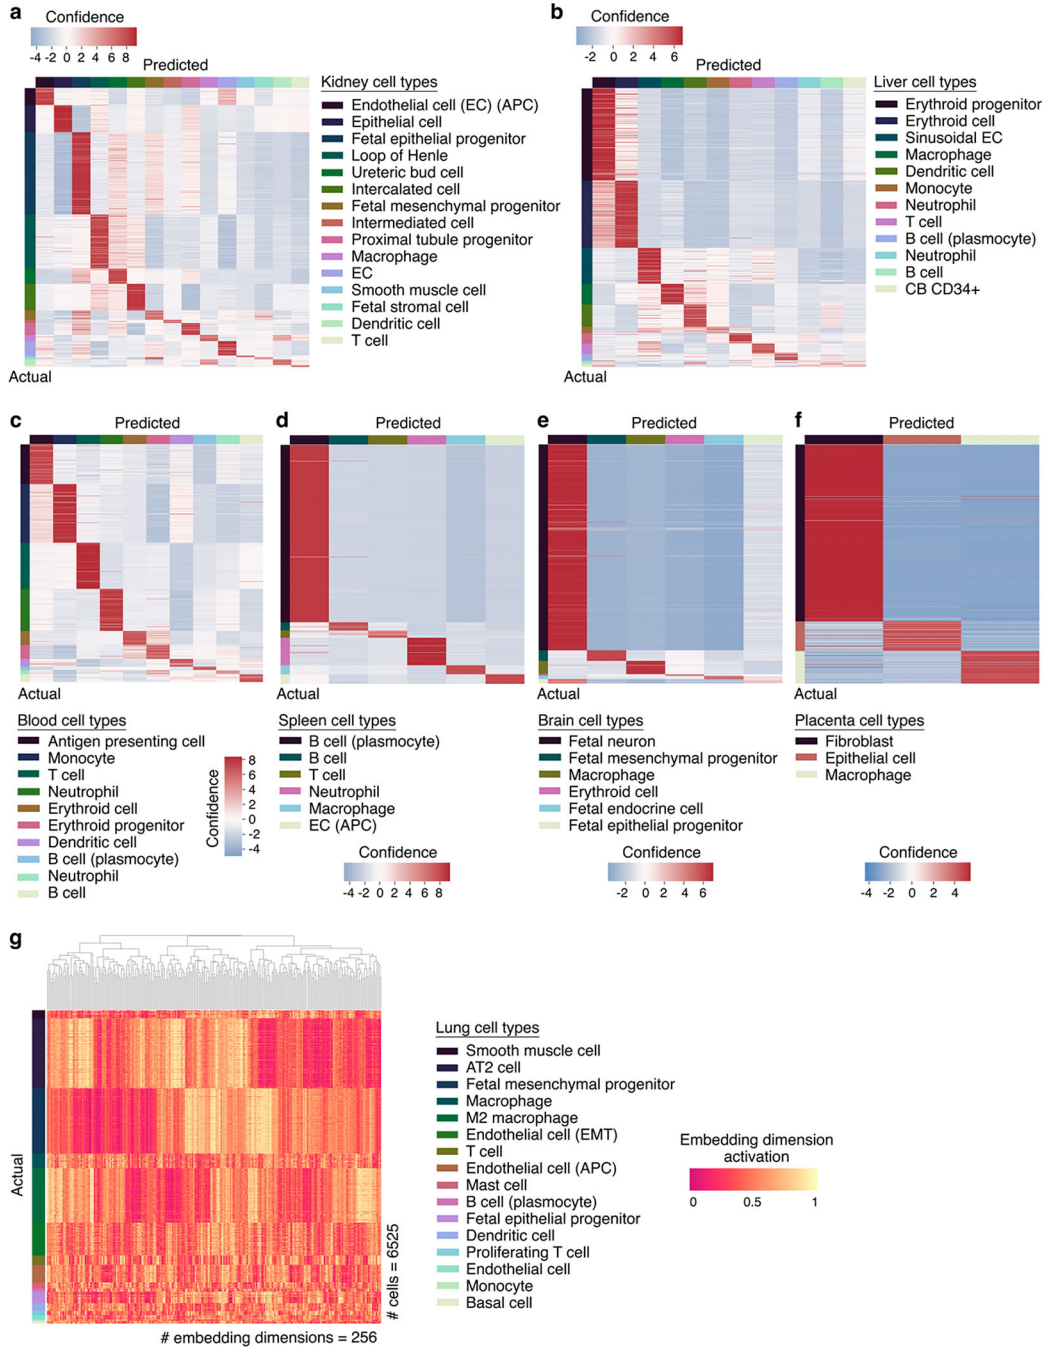 a
Confidence
-4 -2 0 2 4 6 8
Predicted
Actual
Kidney cell types
Endothelial cell (EC) (APC)
Epithelial cell
Fetal epithelial progenitor
Loop of Henle
Ureteric bud cell
Intercalated cell
Fetal mesenchymal progenitor
Intermediated cell
Proximal tubule progenitor
Macrophage
EC
Smooth muscle cell
Fetal stromal cell
Dendritic cell
T cell
b
Confidence
-2 0 2 4 6
Predicted
Actual
Liver cell types
Erythroid progenitor
Erythroid cell
Sinusoidal EC
Macrophage
Dendritic cell
Monocyte
Neutrophil
T cell
B cell (plasmocyte)
Neutrophil
B cell
CB CD34+
c
Predicted
Actual
Blood cell types
Antigen presenting cell
Monocyte
T cell
Neutrophil
Erythroid cell
Erythroid progenitor
Dendritic cell
B cell (plasmocyte)
Neutrophil
B cell
Confidence
8
6
4
2
0
-2
-4
d
Predicted
Actual
Spleen cell types
B cell (plasmocyte)
B cell
T cell
Neutrophil
Macrophage
EC (APC)
Confidence
-4 -2 0 2 4 6 8
e
Predicted
Actual
Brain cell types
Fetal neuron
Fetal mesenchymal progenitor
Macrophage
Erythroid cell
Fetal endocrine cell
Fetal epithelial progenitor
Confidence
-2 0 2 4 6
f
Predicted
Actual
Placenta cell types
Fibroblast
Epithelial cell
Macrophage
Confidence
-4 -2 0 2 4
g
Actual
# cells = 6525
# embedding dimensions = 256
Lung cell types
Smooth muscle cell
AT2 cell
Fetal mesenchymal progenitor
Macrophage
M2 macrophage
Endothelial cell (EMT)
T cell
Endothelial cell (APC)
Mast cell
B cell (plasmocyte)
Fetal epithelial progenitor
Dendritic cell
Proliferating T cell
Endothelial cell
Monocyte
Basal cell
Embedding dimension
activation
0 0.5 1